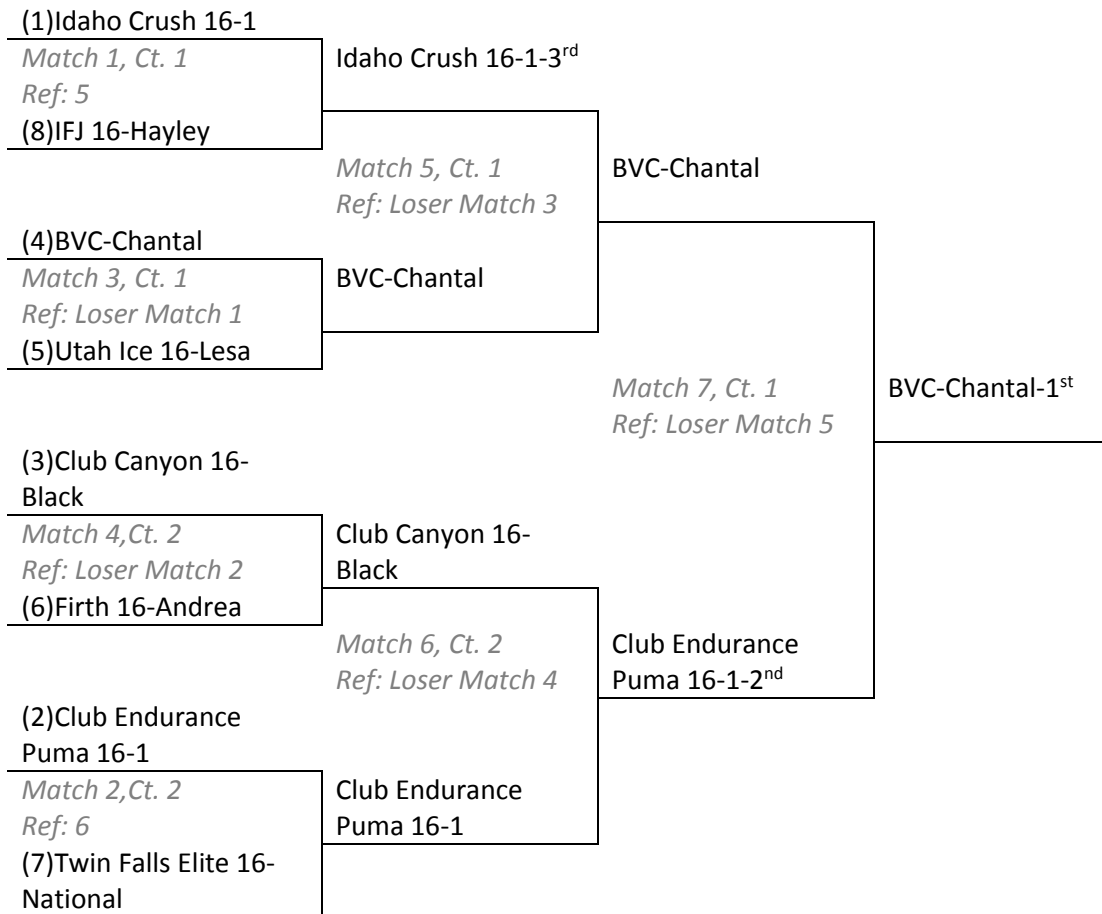 (1)Idaho Crush 16-1
Match 1, Ct. 1
Ref: 5
(8)IFJ 16-Hayley
Idaho Crush 16-1-3rd
Match 5, Ct. 1
Ref: Loser Match 3
BVC-Chantal
(4)BVC-Chantal
Match 3, Ct. 1
Ref: Loser Match 1
(5)Utah Ice 16-Lesa
BVC-Chantal
Match 7, Ct. 1
Ref: Loser Match 5
BVC-Chantal-1st
(3)Club Canyon 16-
Black
Match 4,Ct. 2
Ref: Loser Match 2
(6)Firth 16-Andrea
Club Canyon 16-
Black
Match 6, Ct. 2
Ref: Loser Match 4
Club Endurance
Puma 16-1-2nd
(2)Club Endurance
Puma 16-1
Match 2,Ct. 2
Ref: 6
(7)Twin Falls Elite 16-
National
Club Endurance
Puma 16-1